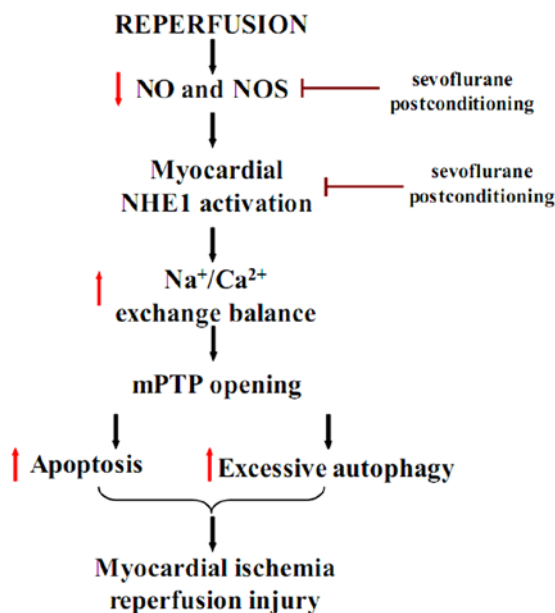 REPERFUSION
NO and NOS
sevoflurane
postconditioning
Myocardial
NHE1 activation
sevoflurane
postconditioning
Na⁺/Ca²⁺
exchange balance
mPTP opening
Apoptosis
Excessive autophagy
Myocardial ischemia
reperfusion injury